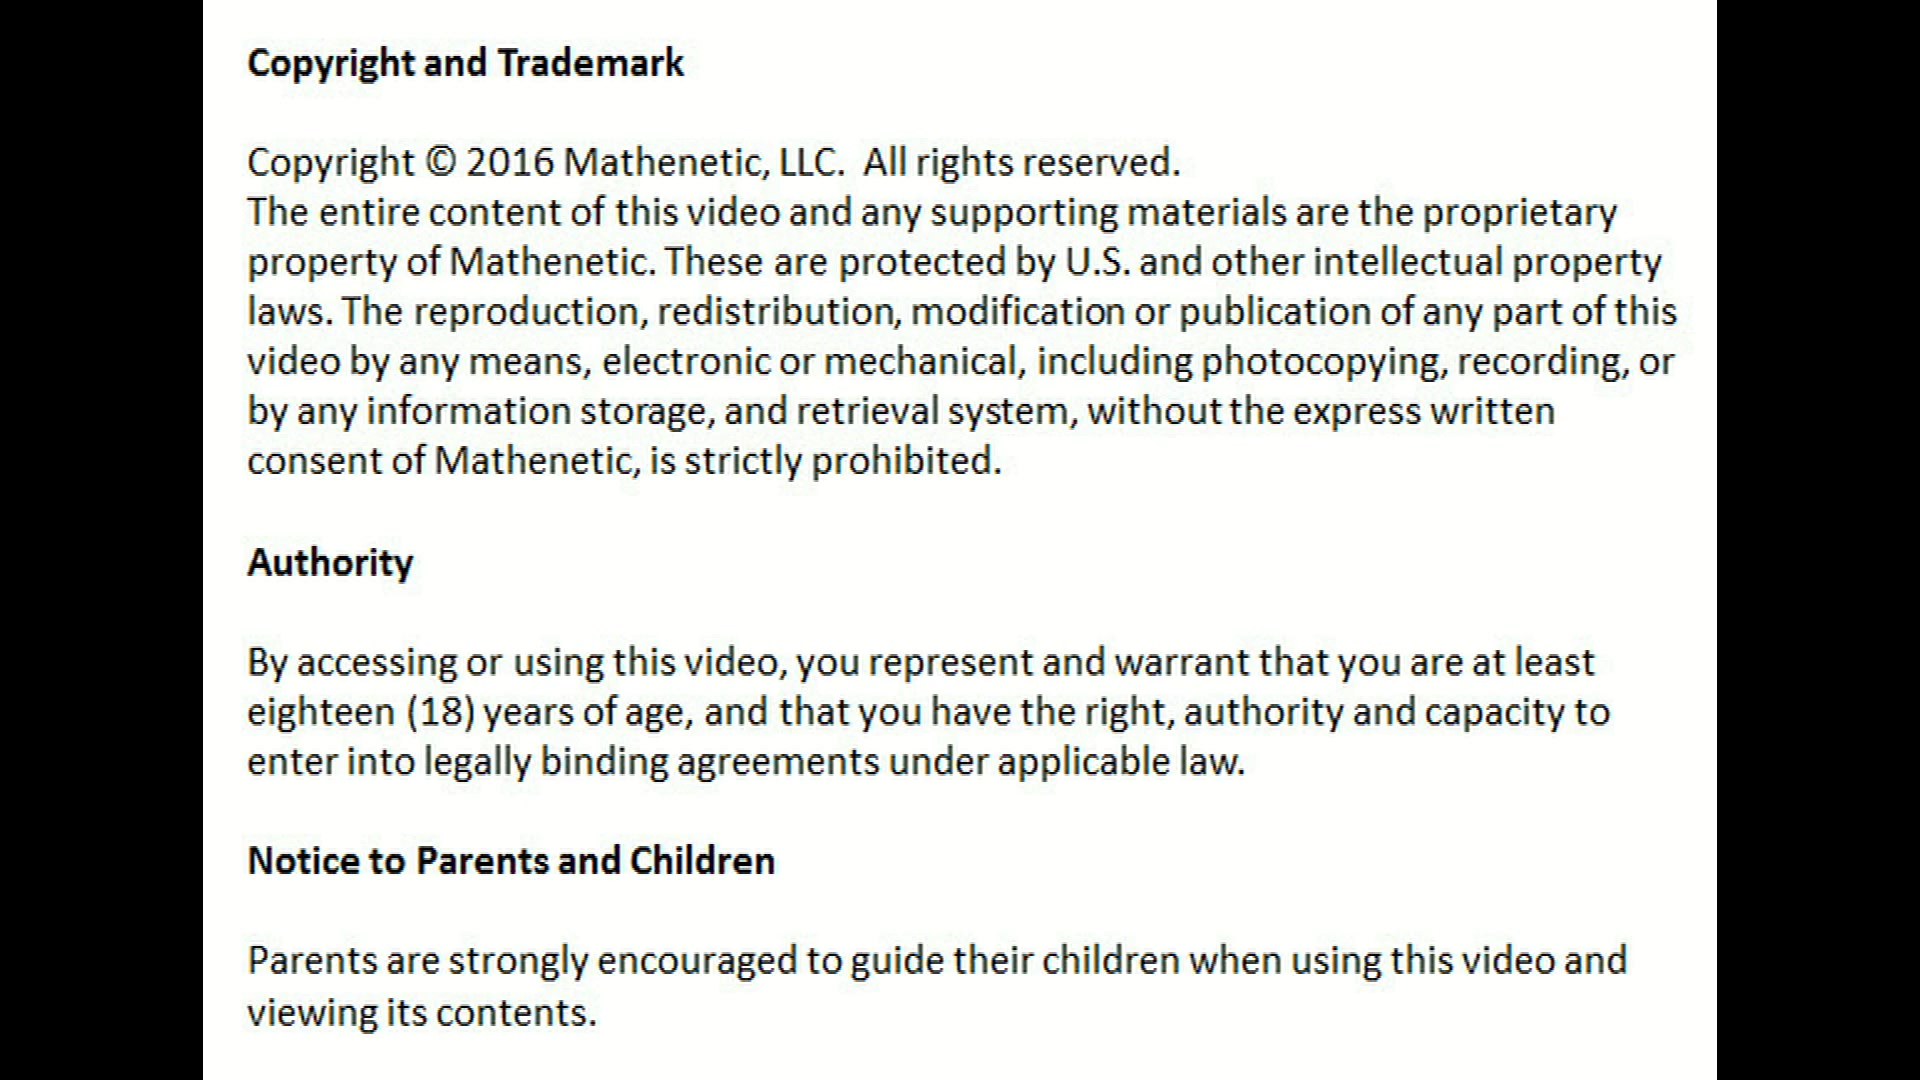 Copyright and Trademark
Copyright © 2016 Mathenetic, LLC.  All rights reserved.
The entire content of this video and any supporting materials are the proprietary
property of Mathenetic. These are protected by U.S. and other intellectual property
laws. The reproduction, redistribution, modification or publication of any part of this
video by any means, electronic or mechanical, including photocopying, recording, or
by any information storage, and retrieval system, without the express written
consent of Mathenetic, is strictly prohibited.
Authority
By accessing or using this video, you represent and warrant that you are at least
eighteen (18) years of age, and that you have the right, authority and capacity to
enter into legally binding agreements under applicable law.
Notice to Parents and Children
Parents are strongly encouraged to guide their children when using this video and
viewing its contents.